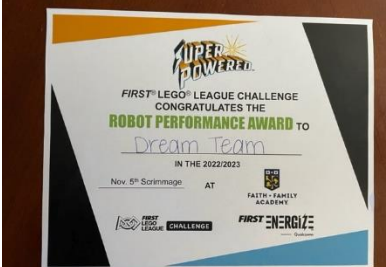 SUPER
POWERED
FIRST® LEGO® LEAGUE CHALLENGE
CONGRATULATES THE
ROBOT PERFORMANCE AWARD TO
Dream Team
IN THE 2022/2023
Nov. 5th Scrimmage AT
FAITH • FAMILY
ACADEMY
FIRST
LEGO
LEAGUE CHALLENGE
FIRST ENERGIZE
Qualcomm